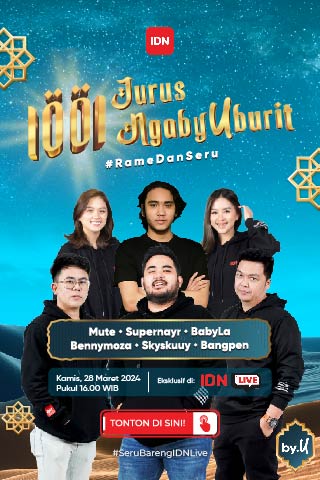 IDN
1001 Jurus
NgabyUburit
#RameDanSeru
Mute • Supernayr • BabyLa
Bennymoza • Skyskuuy • Bangpen
Kamis, 28 Maret 2024
Pukul 16.00 WIB
Eksklusif di: IDN LIVE
TONTON DI SINI!
#SeruBarengIDNLive
by.U